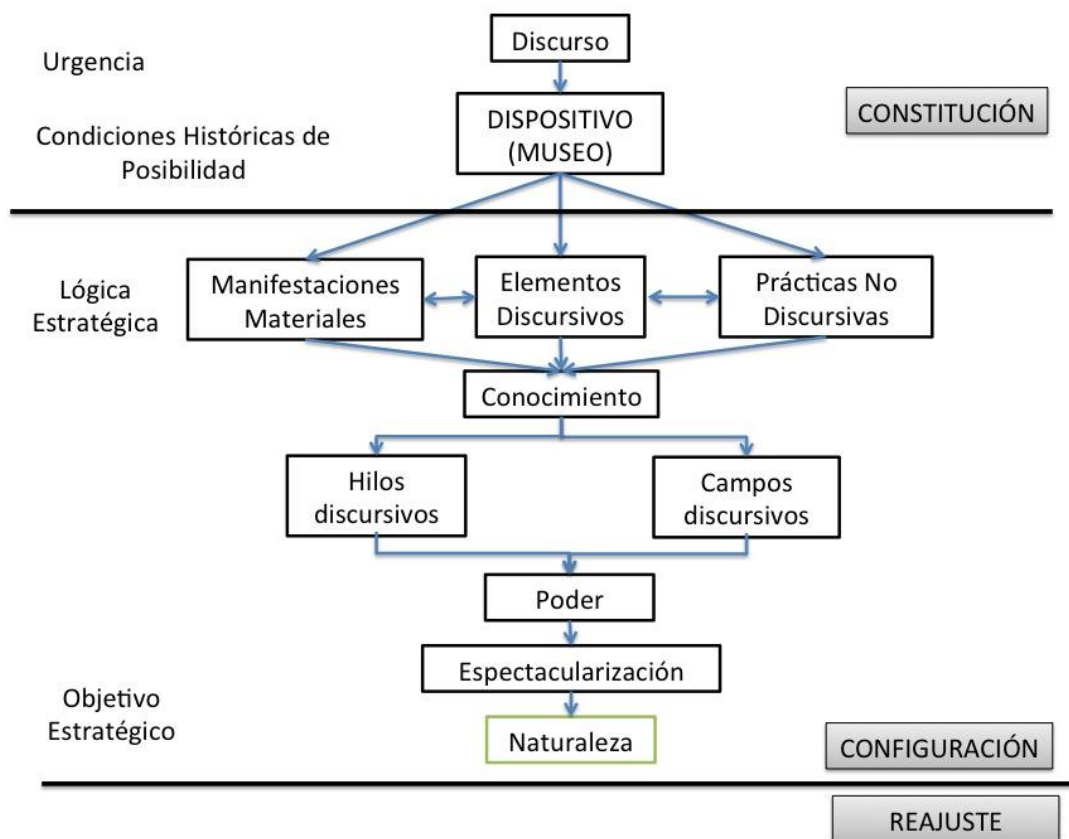 Discurso
Urgencia
CONSTITUCIÓN
DISPOSITIVO
(MUSEO)
Condiciones Históricas de
Posibilidad
Lógica
Estratégica
Manifestaciones
Materiales
Elementos
Discursivos
Prácticas No
Discursivas
Conocimiento
Hilos
discursivos
Campos
discursivos
Poder
Espectacularización
Objetivo
Estratégico
Naturaleza
CONFIGURACIÓN
REAJUSTE